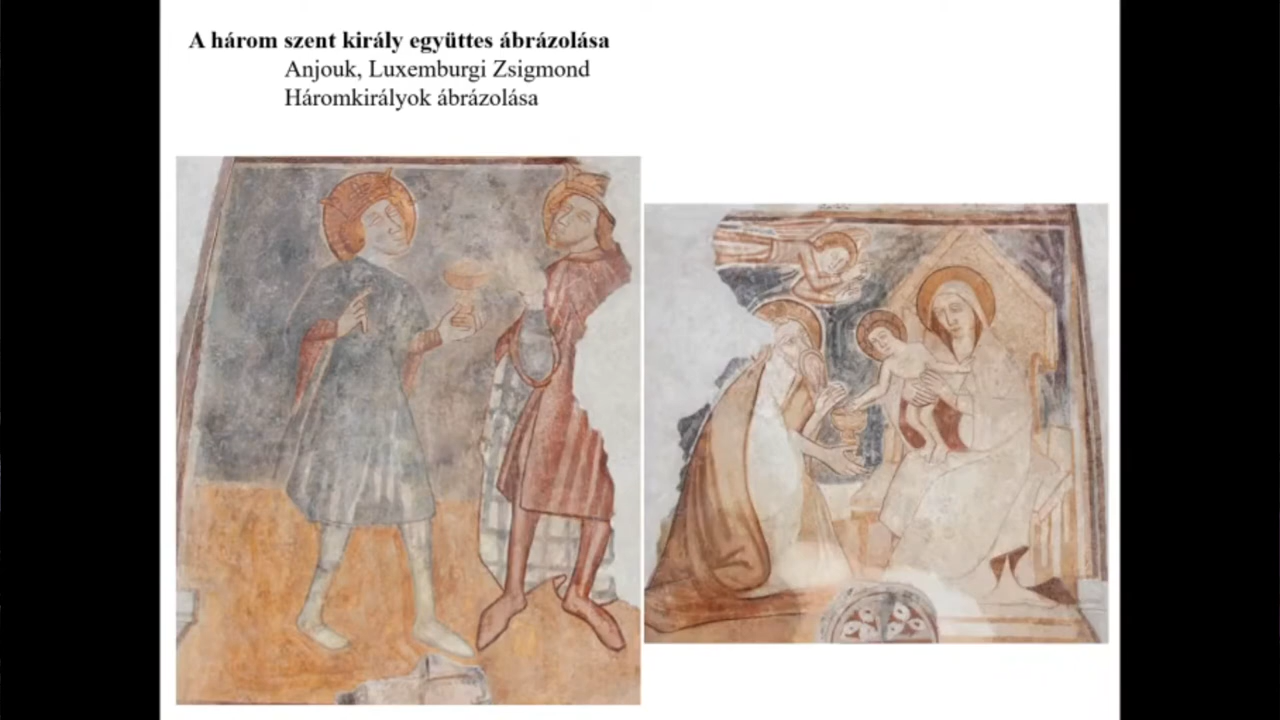 A három szent király együttes ábrázolása
Anjouk, Luxemburgi Zsigmond
Háromkirályok ábrázolása